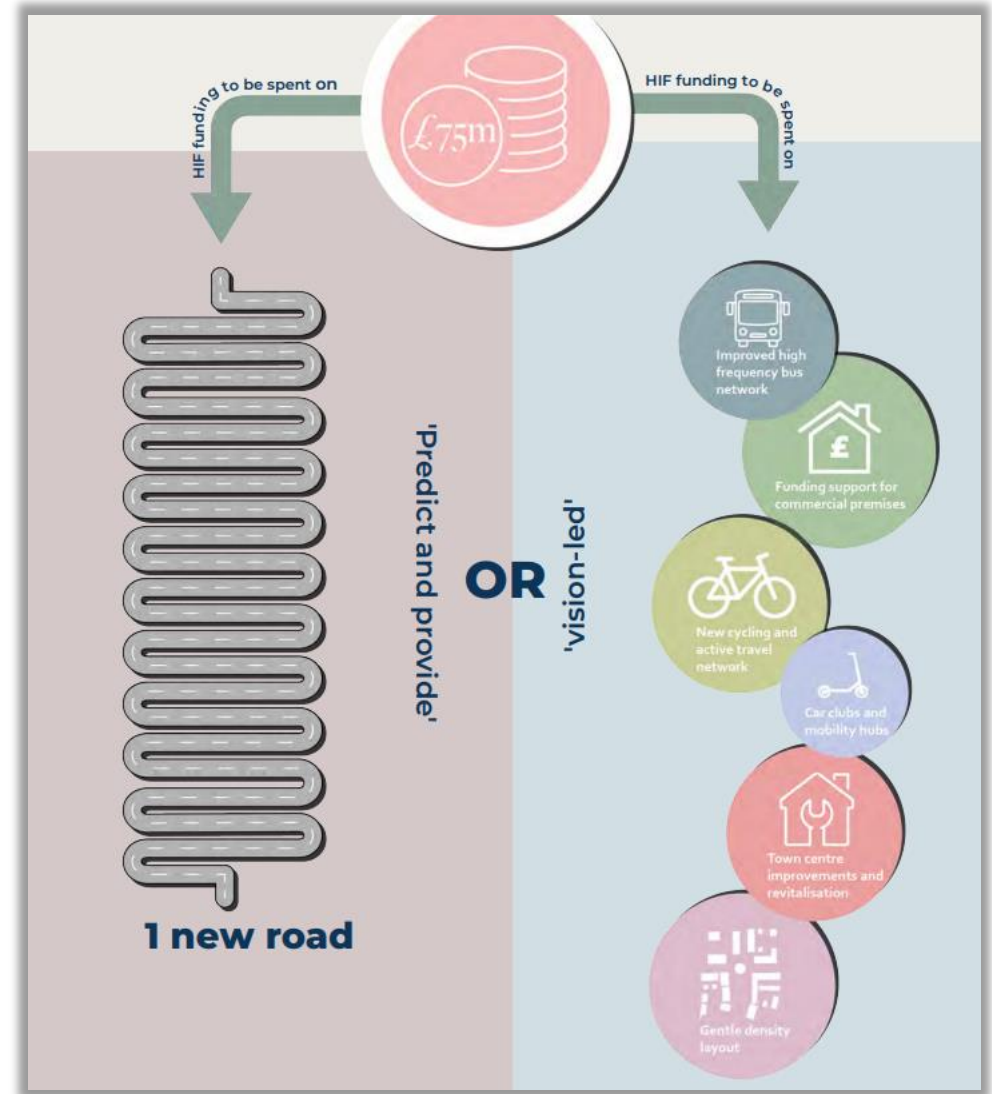 HIF funding to be spent on
£75m
HIF funding to be spent on
'Predict and provide'
OR
'vision-led'
1 new road
Improved high
frequency bus
network
£
Funding support for
commercial premises
New cycling and
active travel
network
Car clubs and
mobility hubs
Town centre
improvements and
revitalisation
Gentle density
layout